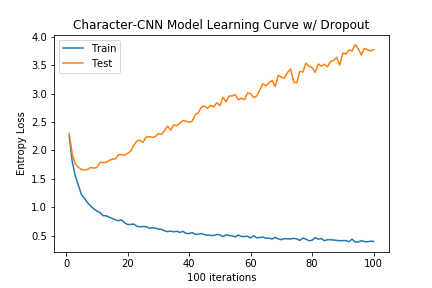 Character-CNN Model Learning Curve w/ Dropout
4.0
3.5
3.0
2.5
2.0
1.5
1.0
0.5
Entropy Loss
Train
Test
0 20 40 60 80 100
100 iterations